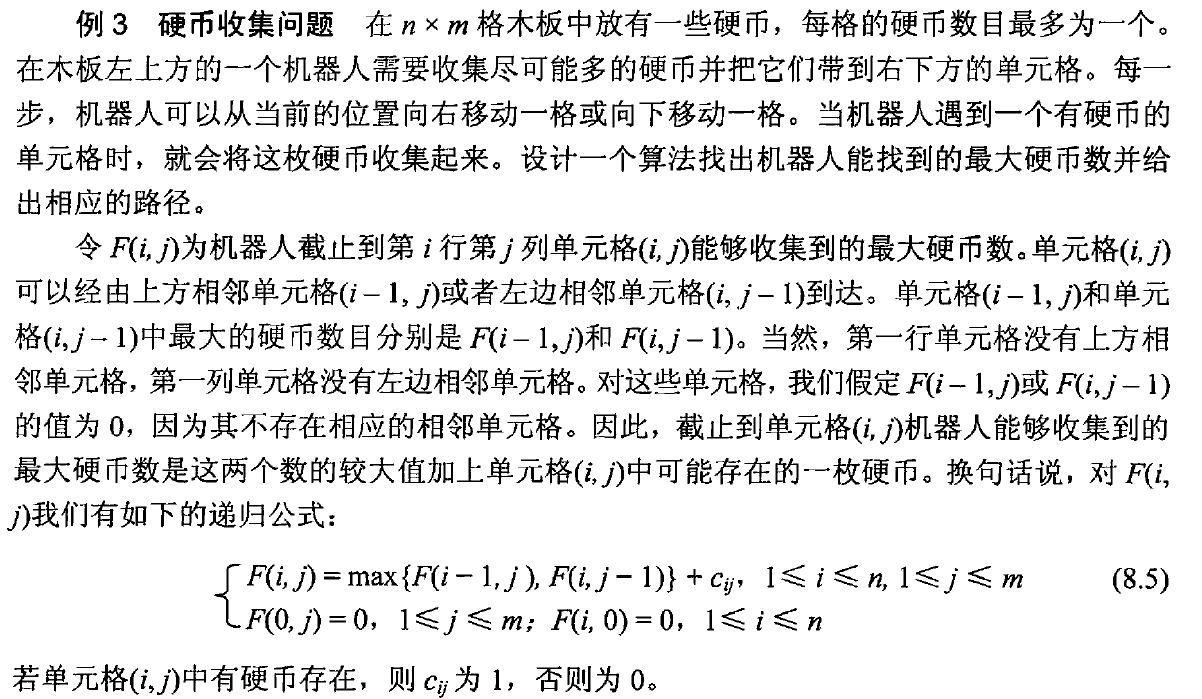 例 3 硬币收集问题 在 n × m 格木板中放有一些硬币，每格的硬币数目最多为一个。
在木板左上方的一个机器人需要收集尽可能多的硬币并把它们带到右下方的单元格。每一
步，机器人可以从当前的位置向右移动一格或向下移动一格。当机器人遇到一个有硬币的
单元格时，就会将这枚硬币收集起来。设计一个算法找出机器人能找到的最大硬币数并给
出相应的路径。
令 F(i, j)为机器人截止到第 i 行第 j 列单元格(i, j)能够收集到的最大硬币数。单元格(i, j)
可以经由上方相邻单元格(i – 1, j)或者左边相邻单元格(i, j – 1)到达。单元格(i – 1, j)和单元
格(i, j – 1)中最大的硬币数目分别是 F(i – 1, j)和 F(i, j – 1)。当然，第一行单元格没有上方相
邻单元格，第一列单元格没有左边相邻单元格。对这些单元格，我们假定 F(i – 1, j)或 F(i, j – 1)
的值为 0，因为其不存在相应的相邻单元格。因此，截止到单元格(i, j)机器人能够收集到的
最大硬币数是这两个数的较大值加上单元格(i, j)中可能存在的一枚硬币。换句话说，对 F(i,
j)我们有如下的递归公式：
F(i, j) = max{F(i – 1, j ), F(i, j – 1)} + cij， 1≤ i ≤ n, 1≤ j ≤ m (8.5)
F(0, j) = 0， 1≤ j ≤ m；F(i, 0) = 0， 1≤ i ≤ n
若单元格(i, j)中有硬币存在，则 cij 为 1，否则为 0。